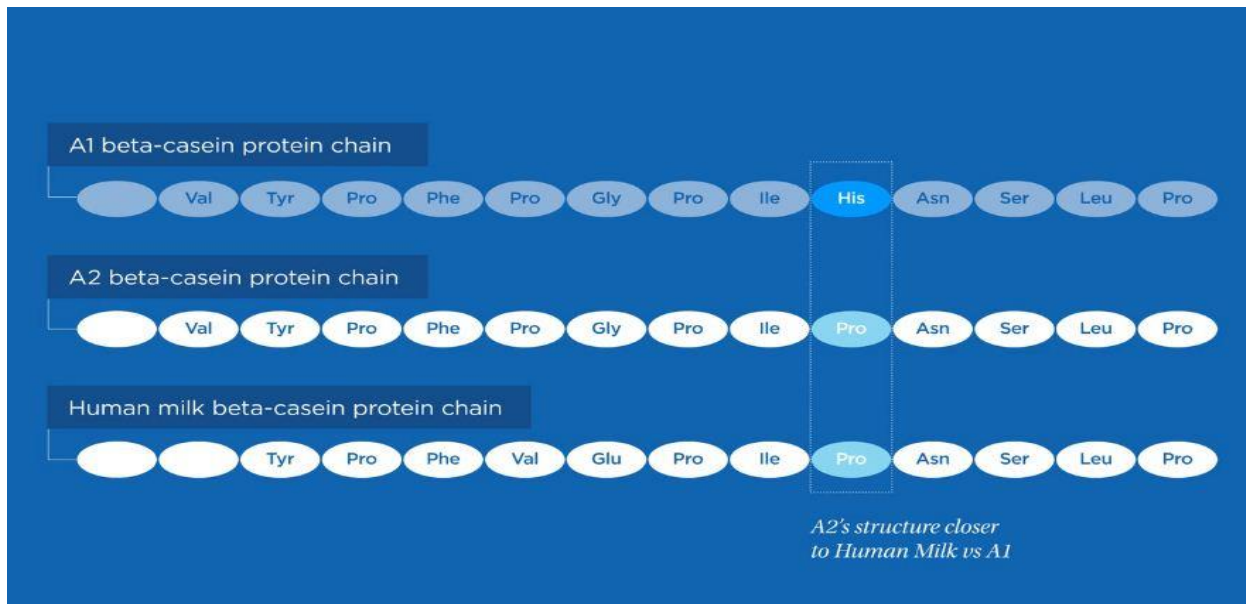 A1 beta-casein protein chain
Val Tyr Pro Phe Pro Gly Pro Ile His Asn Ser Leu Pro
A2 beta-casein protein chain
Val Tyr Pro Phe Pro Gly Pro Ile Pro Asn Ser Leu Pro
Human milk beta-casein protein chain
Tyr Pro Phe Val Glu Pro Ile Pro Asn Ser Leu Pro
A2's structure closer
to Human Milk vs A1